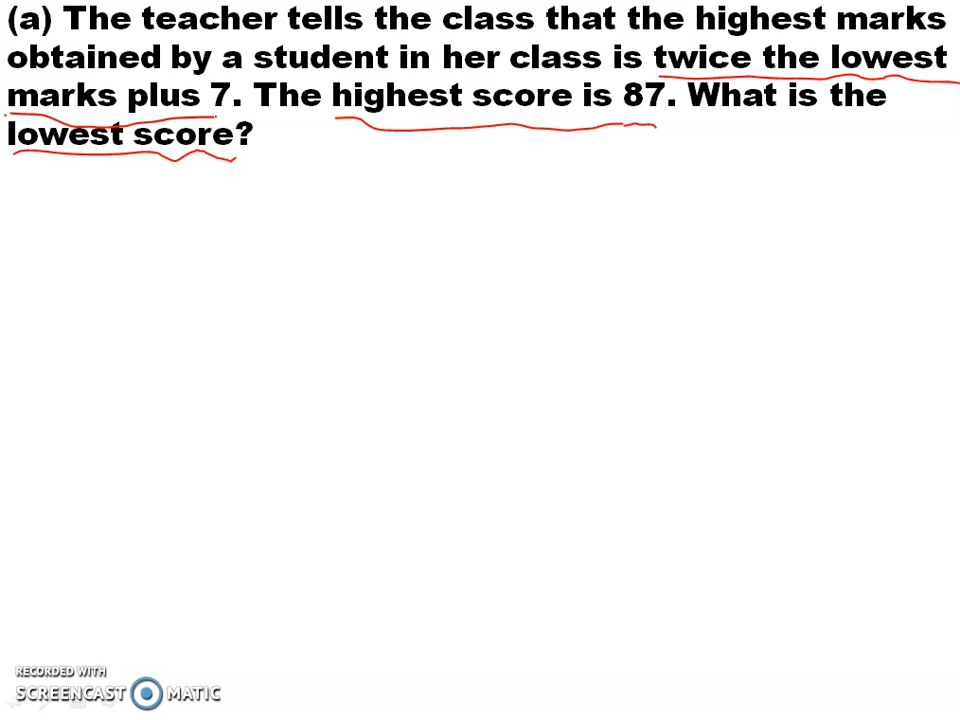 (a) The teacher tells the class that the highest marks
obtained by a student in her class is twice the lowest
marks plus 7. The highest score is 87. What is the
lowest score?
RECORDED WITH
SCREENCAST MATIC